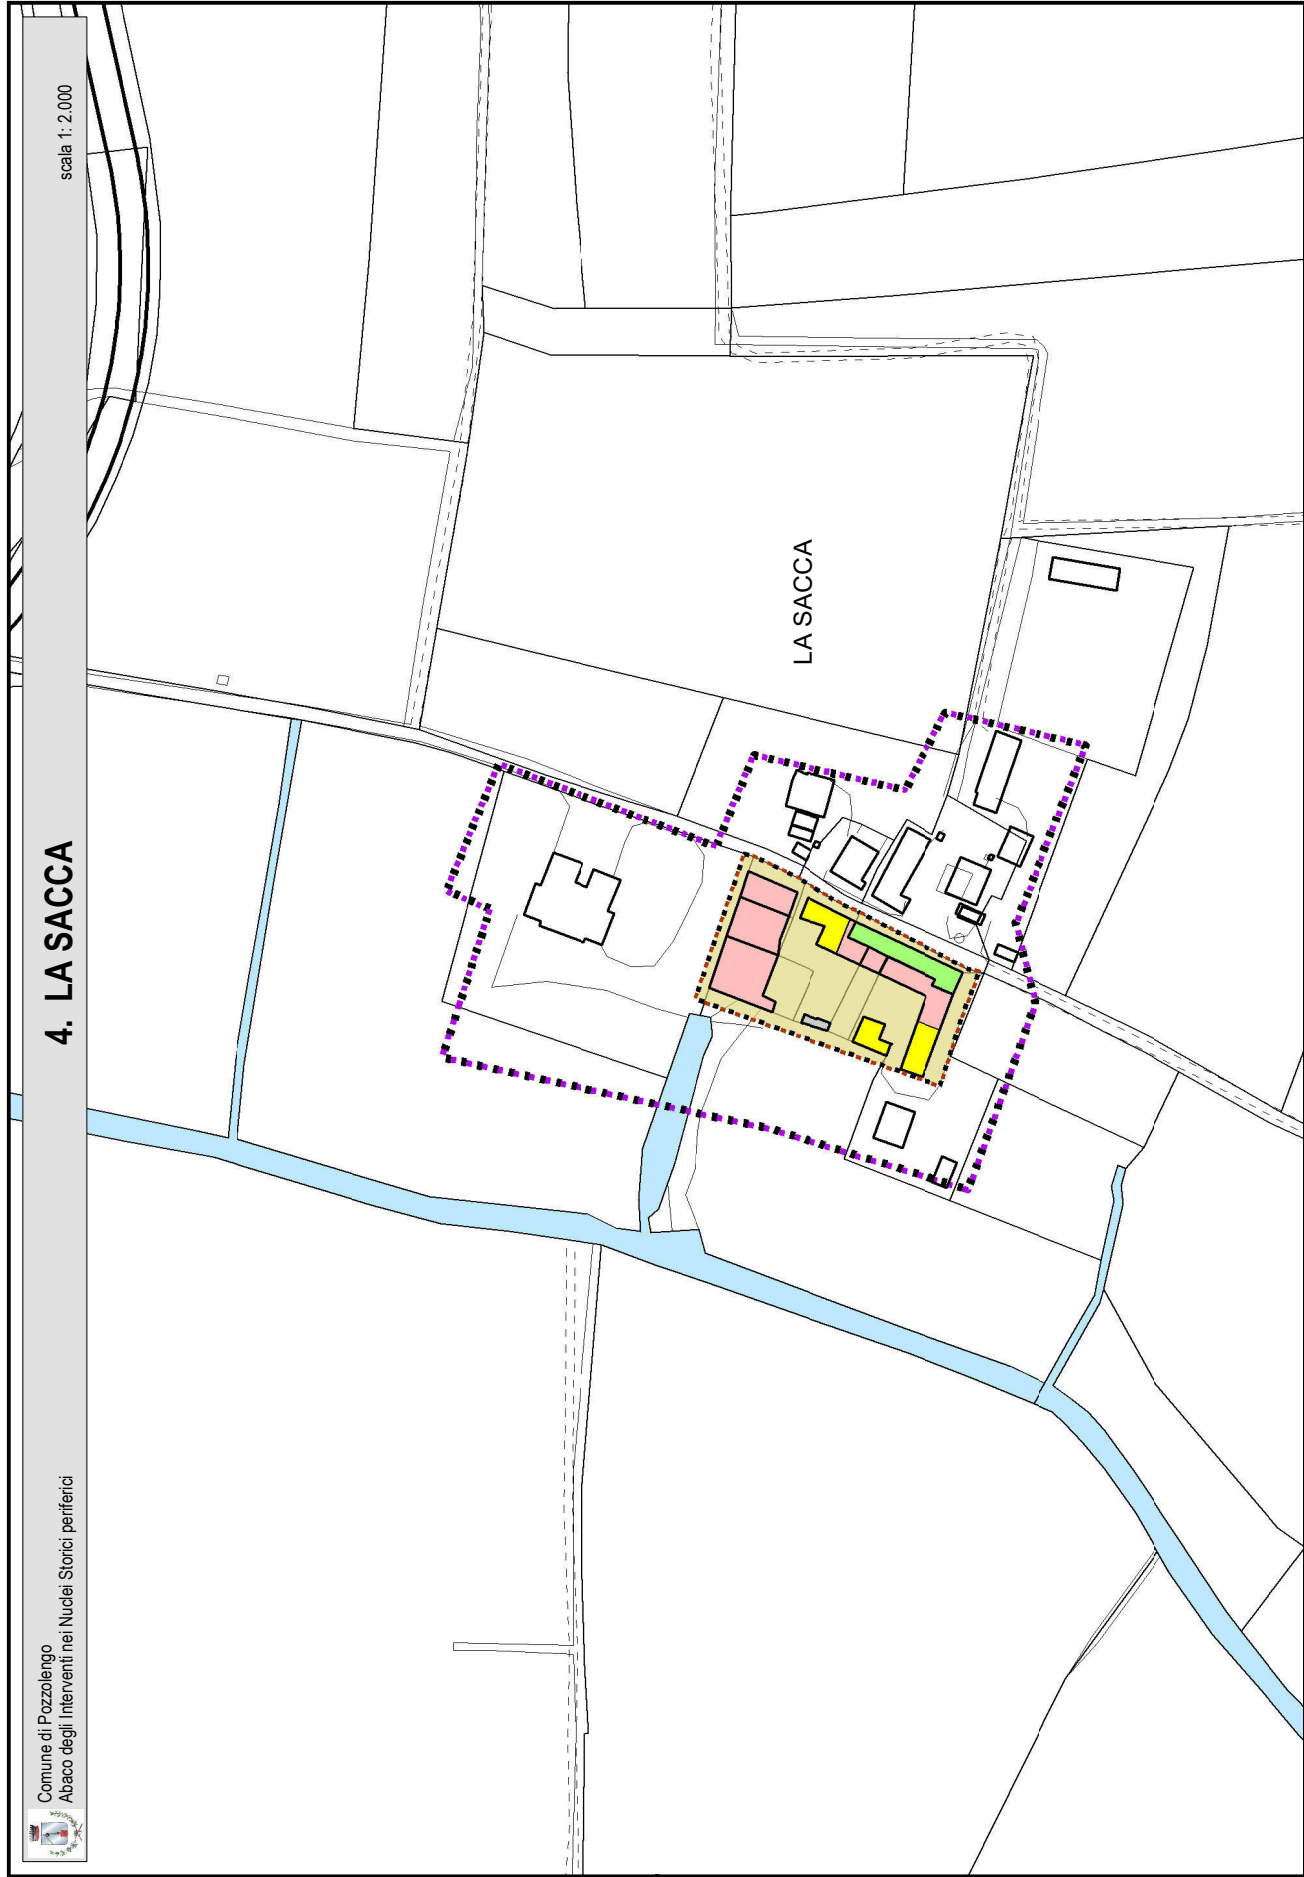 Comune di Pozzolengo
Abaco degli Interventi nei Nuclei Storici periferici
4. LA SACCA
scala 1: 2.000
LA SACCA